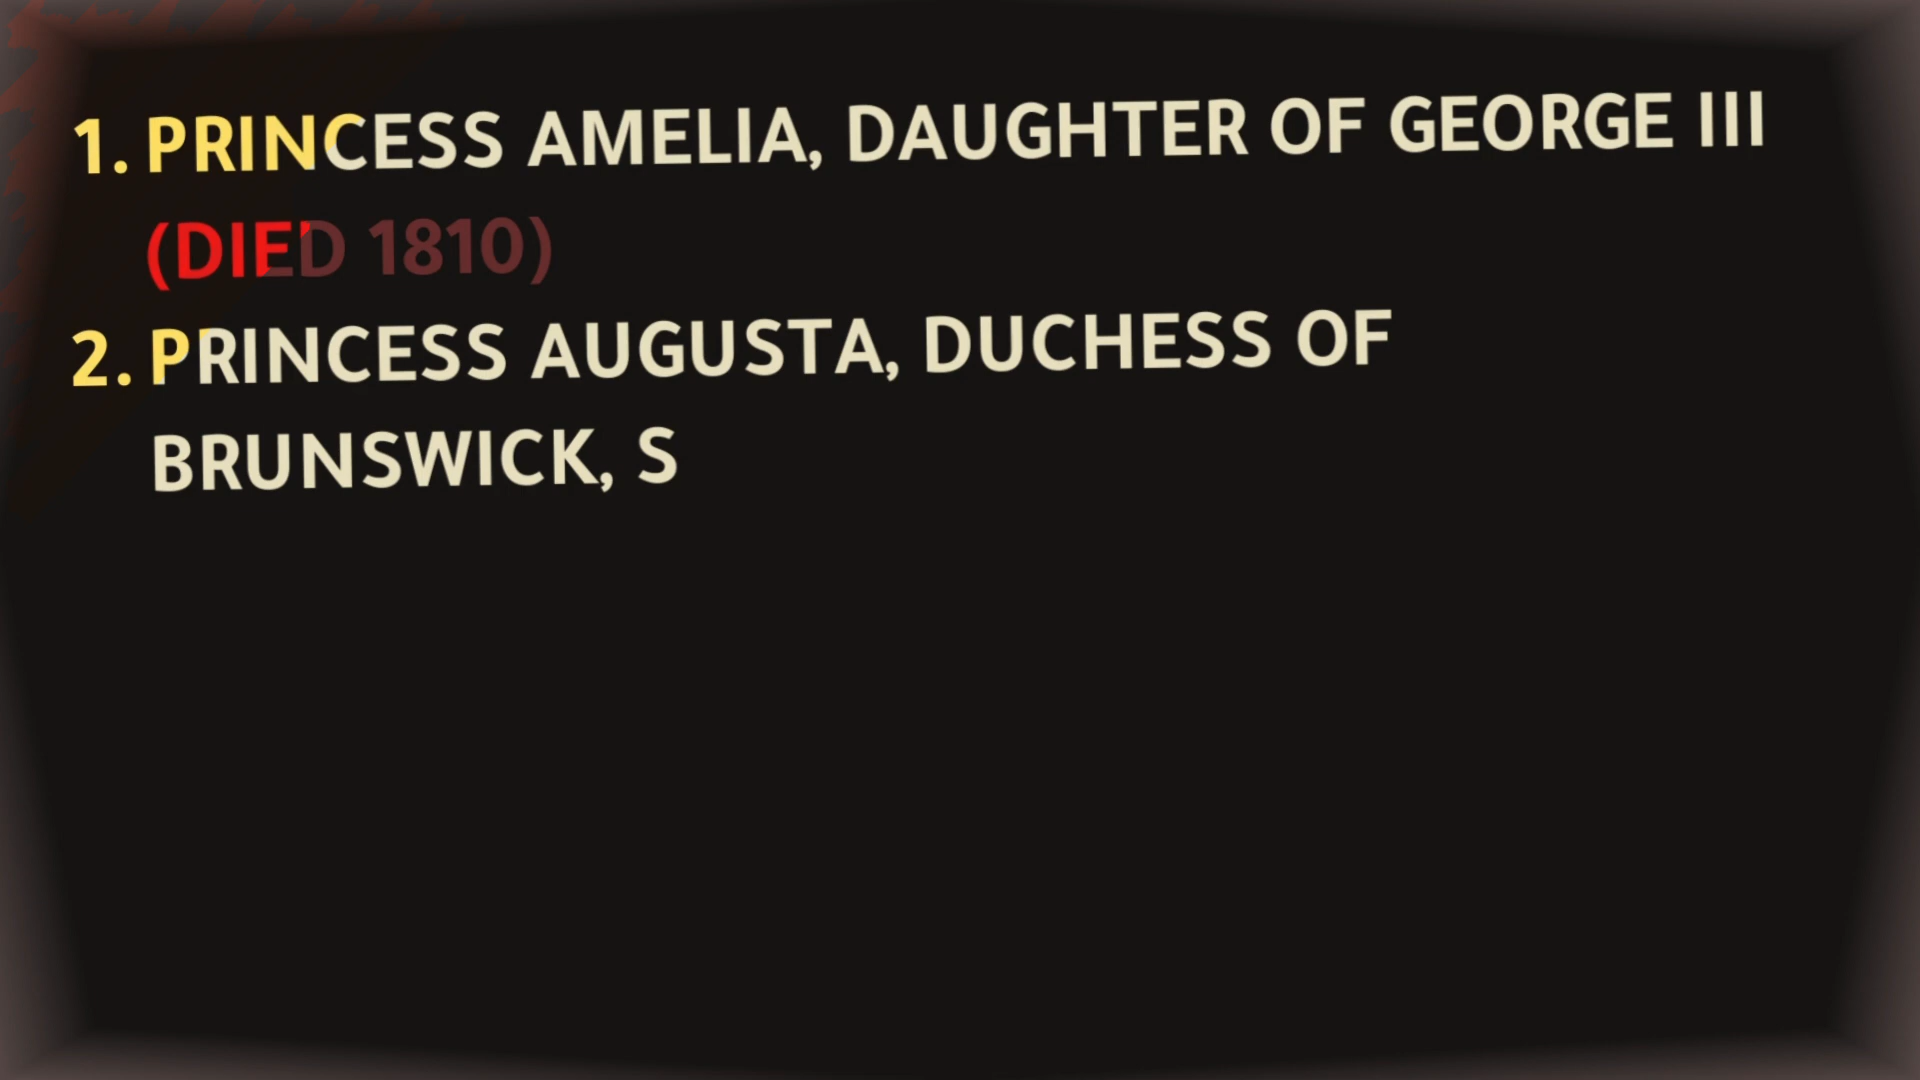 1. PRINCESS AMELIA, DAUGHTER OF GEORGE III
(DIED 1810)
2. PRINCESS AUGUSTA, DUCHESS OF
BRUNSWICK, S